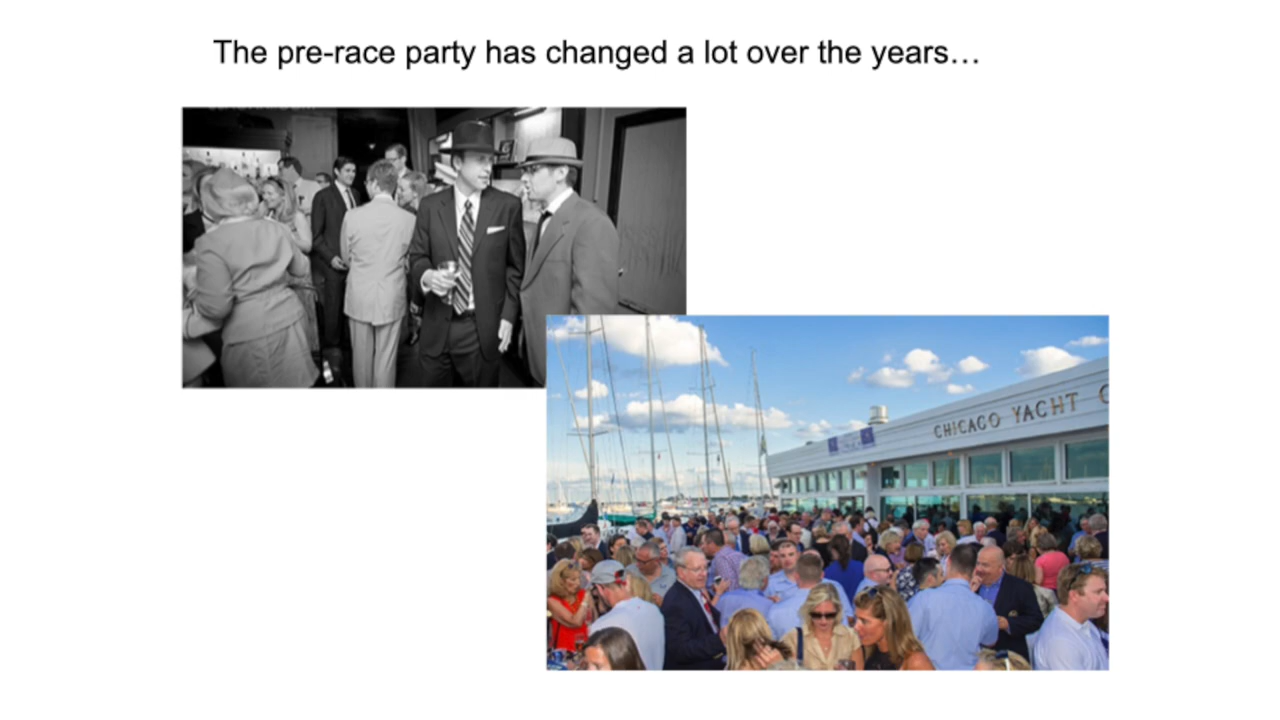 The pre-race party has changed a lot over the years…
CHICAGO YACHT C